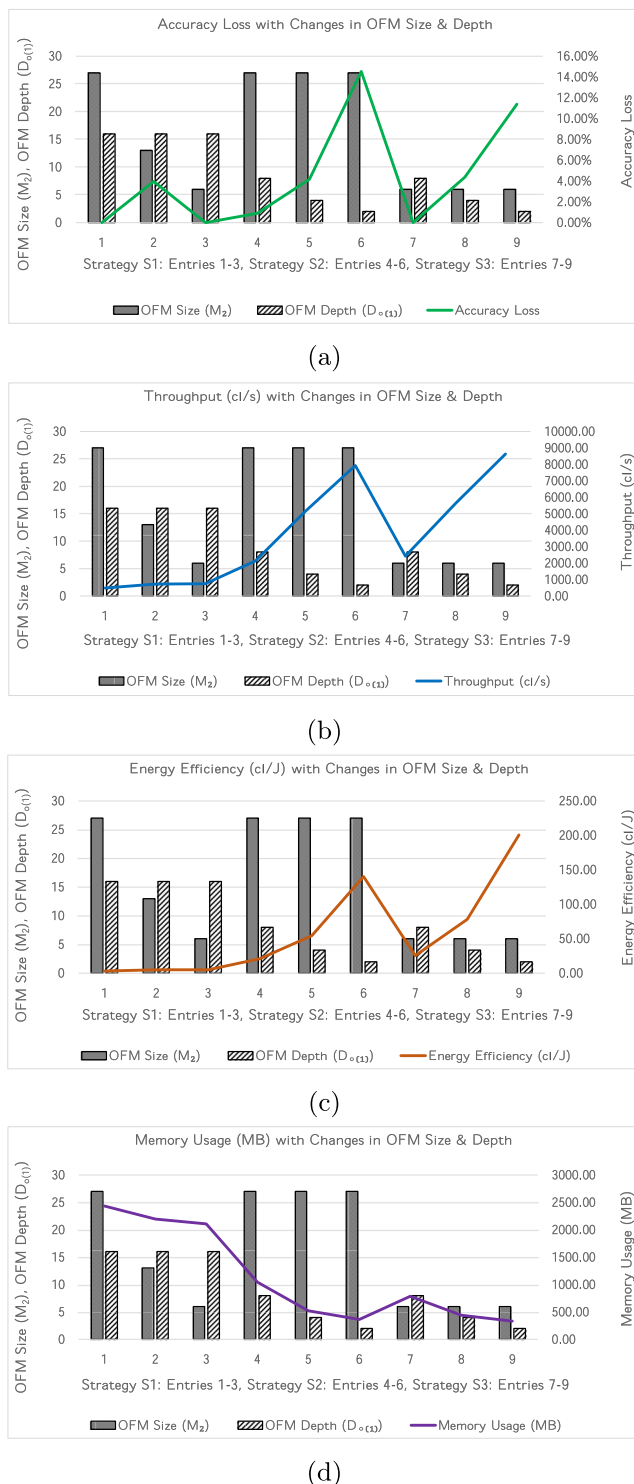 Accuracy Loss with Changes in OFM Size & Depth
OFM Size (M₂), OFM Depth (Dₒ₍₁₎)
30
25
20
15
10
5
0
16.00%
14.00%
12.00%
10.00%
8.00%
6.00%
4.00%
2.00%
0.00%
Accuracy Loss
1 2 3 4 5 6 7 8 9
Strategy S1: Entries 1-3, Strategy S2: Entries 4-6, Strategy S3: Entries 7-9
OFM Size (M₂) OFM Depth (Dₒ₍₁₎) Accuracy Loss
(a)
Throughput (cI/s) with Changes in OFM Size & Depth
OFM Size (M₂), OFM Depth (Dₒ₍₁₎)
30
25
20
15
10
5
0
10000.00
9000.00
8000.00
7000.00
6000.00
5000.00
4000.00
3000.00
2000.00
1000.00
0.00
Throughput (cI/s)
1 2 3 4 5 6 7 8 9
Strategy S1: Entries 1-3, Strategy S2: Entries 4-6, Strategy S3: Entries 7-9
OFM Size (M₂) OFM Depth (Dₒ₍₁₎) Throughput (cI/s)
(b)
Energy Efficiency (cI/J) with Changes in OFM Size & Depth
OFM Size (M₂), OFM Depth (Dₒ₍₁₎)
30
25
20
15
10
5
0
250.00
200.00
150.00
100.00
50.00
0.00
Energy Efficiency (cI/J)
1 2 3 4 5 6 7 8 9
Strategy S1: Entries 1-3, Strategy S2: Entries 4-6, Strategy S3: Entries 7-9
OFM Size (M₂) OFM Depth (Dₒ₍₁₎) Energy Efficiency (cI/J)
(c)
Memory Usage (MB) with Changes in OFM Size & Depth
OFM Size (M₂), OFM Depth (Dₒ₍₁₎)
30
25
20
15
10
5
0
3000.00
2500.00
2000.00
1500.00
1000.00
500.00
0.00
Memory Usage (MB)
1 2 3 4 5 6 7 8 9
Strategy S1: Entries 1-3, Strategy S2: Entries 4-6, Strategy S3: Entries 7-9
OFM Size (M₂) OFM Depth (Dₒ₍₁₎) Memory Usage (MB)
(d)